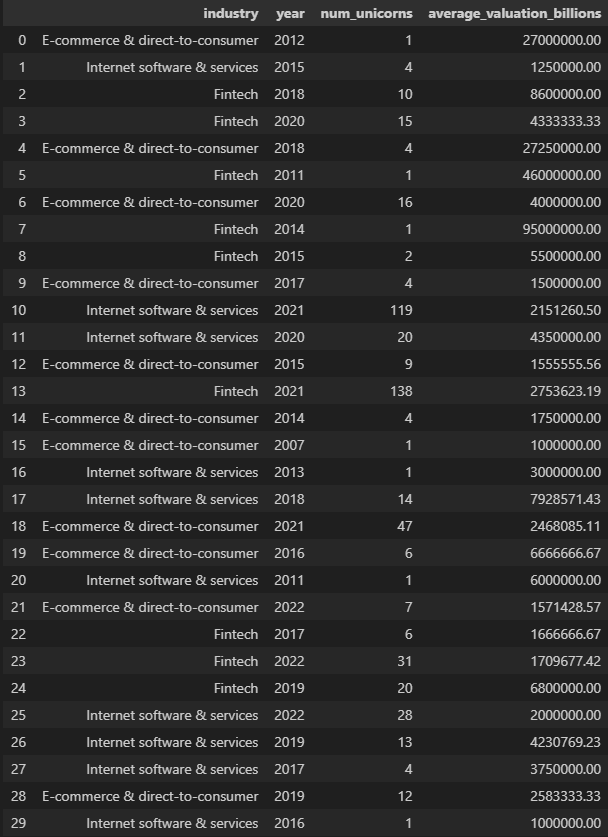 industry year num_unicorns average_valuation_billions
0 E-commerce & direct-to-consumer 2012 1 27000000.00
1 Internet software & services 2015 4 1250000.00
2 Fintech 2018 10 8600000.00
3 Fintech 2020 15 4333333.33
4 E-commerce & direct-to-consumer 2018 4 27250000.00
5 Fintech 2011 1 46000000.00
6 E-commerce & direct-to-consumer 2020 16 4000000.00
7 Fintech 2014 1 95000000.00
8 Fintech 2015 2 5500000.00
9 E-commerce & direct-to-consumer 2017 4 1500000.00
10 Internet software & services 2021 119 2151260.50
11 Internet software & services 2020 20 4350000.00
12 E-commerce & direct-to-consumer 2015 9 1555555.56
13 Fintech 2021 138 2753623.19
14 E-commerce & direct-to-consumer 2014 4 1750000.00
15 E-commerce & direct-to-consumer 2007 1 1000000.00
16 Internet software & services 2013 1 3000000.00
17 Internet software & services 2018 14 7928571.43
18 E-commerce & direct-to-consumer 2021 47 2468085.11
19 E-commerce & direct-to-consumer 2016 6 6666666.67
20 Internet software & services 2011 1 6000000.00
21 E-commerce & direct-to-consumer 2022 7 1571428.57
22 Fintech 2017 6 1666666.67
23 Fintech 2022 31 1709677.42
24 Fintech 2019 20 6800000.00
25 Internet software & services 2022 28 2000000.00
26 Internet software & services 2019 13 4230769.23
27 Internet software & services 2017 4 3750000.00
28 E-commerce & direct-to-consumer 2019 12 2583333.33
29 Internet software & services 2016 1 1000000.00